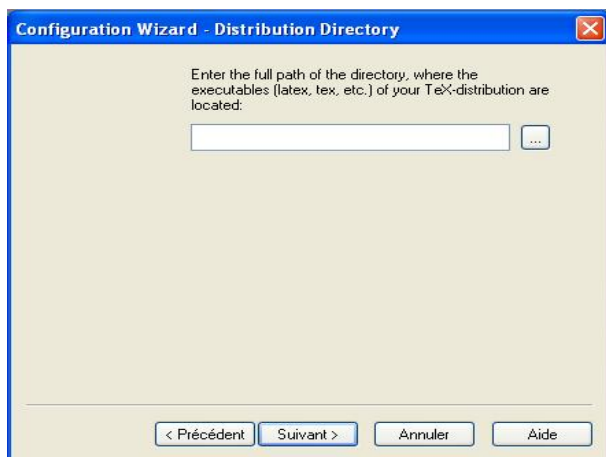 Configuration Wizard - Distribution Directory
Enter the full path of the directory, where the
executables (latex, tex, etc.) of your TeX-distribution are
located:
...
< Précédent Suivant > Annuler Aide